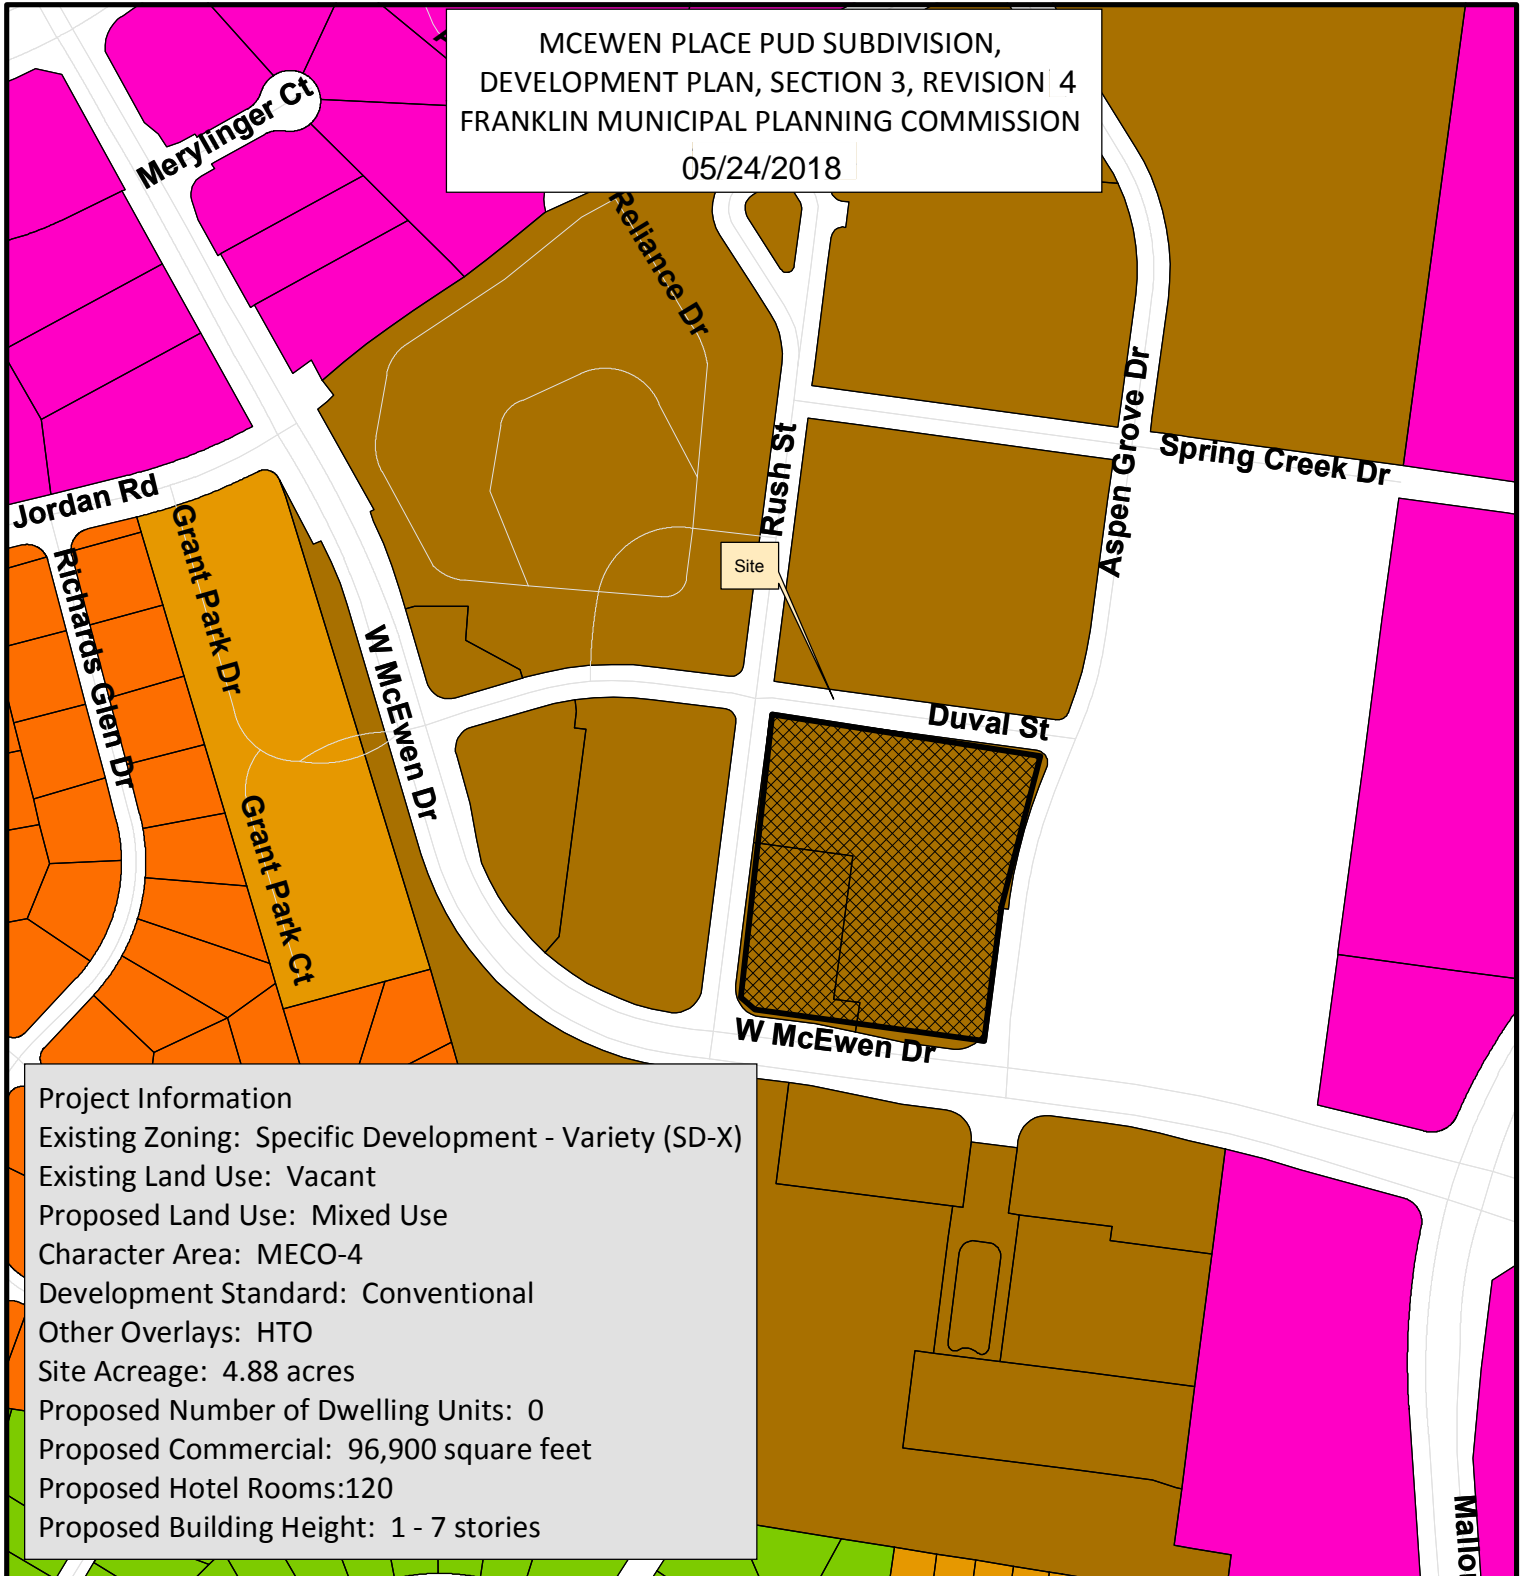 MCEWEN PLACE PUD SUBDIVISION,
DEVELOPMENT PLAN, SECTION 3, REVISION 4
FRANKLIN MUNICIPAL PLANNING COMMISSION
05/24/2018
Merylinger Ct
Reliance Dr
Rush St
Aspen Grove Dr
Spring Creek Dr
Jordan Rd
Grant Park Dr
Richards Glen Dr
Site
W McEwen Dr
Duval St
Grant Park Ct
W McEwen Dr
Project Information
Existing Zoning: Specific Development - Variety (SD-X)
Existing Land Use: Vacant
Proposed Land Use: Mixed Use
Character Area: MECO-4
Development Standard: Conventional
Other Overlays: HTO
Site Acreage: 4.88 acres
Proposed Number of Dwelling Units: 0
Proposed Commercial: 96,900 square feet
Proposed Hotel Rooms:120
Proposed Building Height: 1 - 7 stories